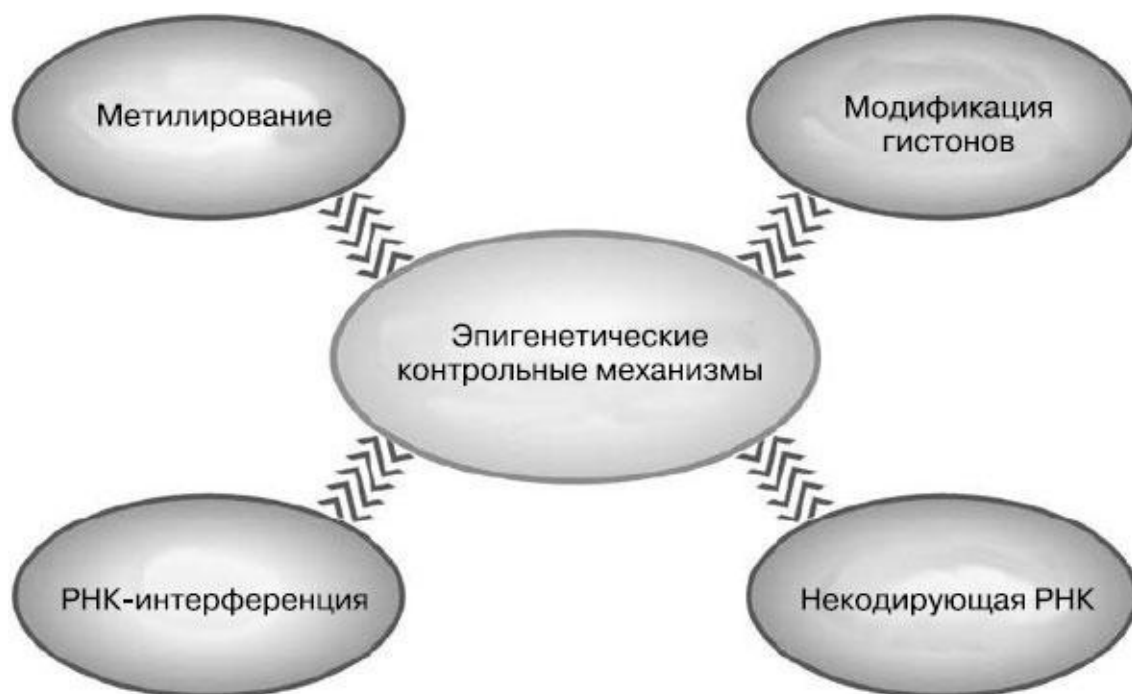 Метилирование
Модификация
гистонов
Эпигенетические
контрольные механизмы
РНК-интерференция
Некодирующая РНК